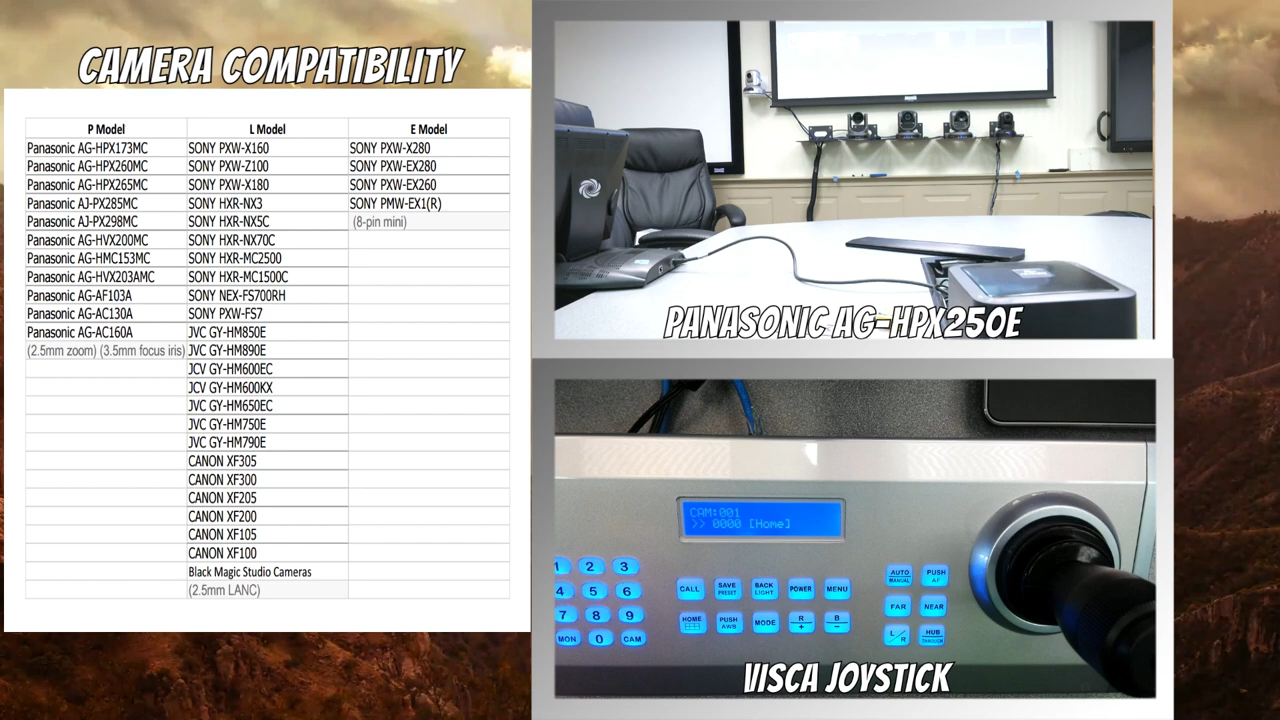 CAMERA COMPATIBILITY
P Model L Model E Model
Panasonic AG-HPX173MC SONY PXW-X160 SONY PXW-X280
Panasonic AG-HPX260MC SONY PXW-Z100 SONY PXW-EX280
Panasonic AG-HPX265MC SONY PXW-X180 SONY PXW-EX260
Panasonic AJ-PX285MC SONY HXR-NX3 SONY PMW-EX1(R)
Panasonic AJ-PX298MC SONY HXR-NX5C (8-pin mini)
Panasonic AG-HVX200MC SONY HXR-NX70C
Panasonic AG-HMC153MC SONY HXR-MC2500
Panasonic AG-HVX203AMC SONY HXR-MC1500C
Panasonic AG-AF103A SONY NEX-FS700RH
Panasonic AG-AC130A SONY PXW-FS7
Panasonic AG-AC160A JVC GY-HM850E
(2.5mm zoom) (3.5mm focus iris) JVC GY-HM890E
JCV GY-HM600EC
JVC GY-HM600KX
JVC GY-HM650EC
JVC GY-HM750E
JVC GY-HM790E
CANON XF305
CANON XF300
CANON XF205
CANON XF200
CANON XF105
CANON XF100
Black Magic Studio Cameras
(2.5mm LANC)
PANASONIC AG-HPX250E
CAM:001
>> 0000 [Home]
1 2 3
4 5 6
7 8 9
MON 0 CAM
CALL SAVE PRESET BACK LIGHT POWER MENU
HOME PUSH AWB MODE R + B −
AUTO MANUAL PUSH AF
FAR NEAR
L/R HUB THROUGH
VISCA JOYSTICK